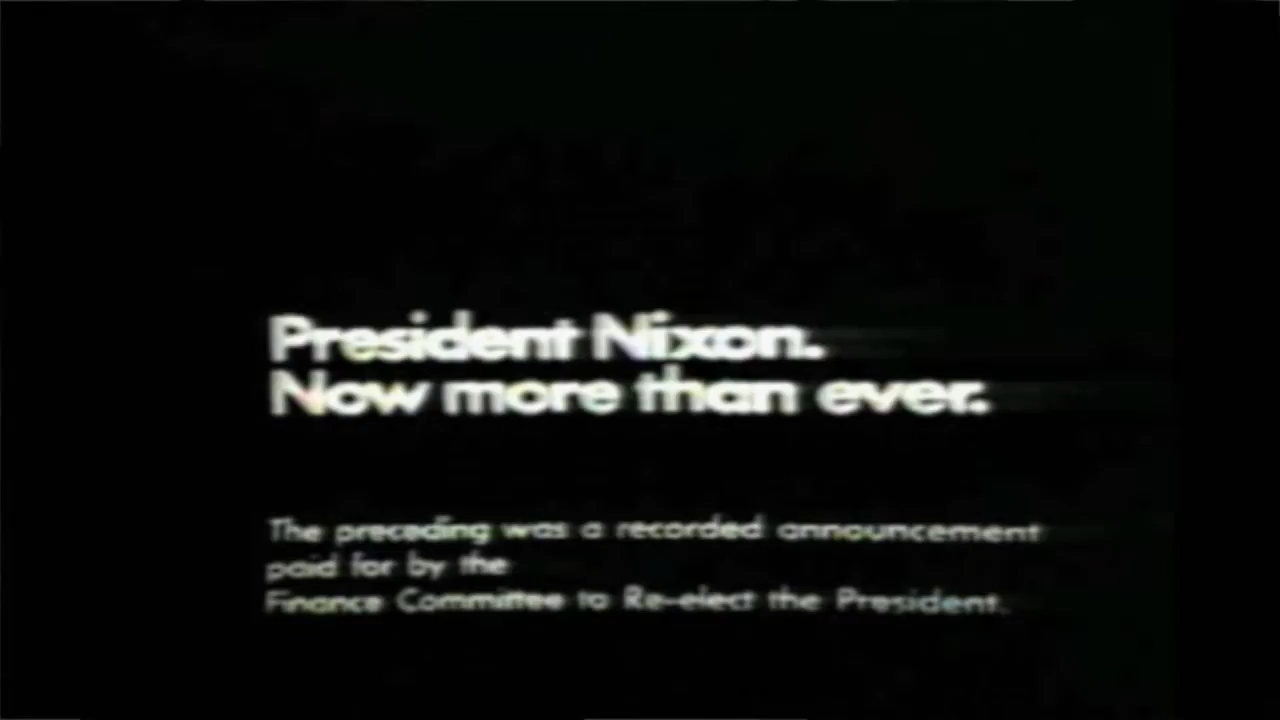 President Nixon.
Now more than ever.
The preceding was a recorded announcement
paid for by the
Finance Committee to Re-elect the President.